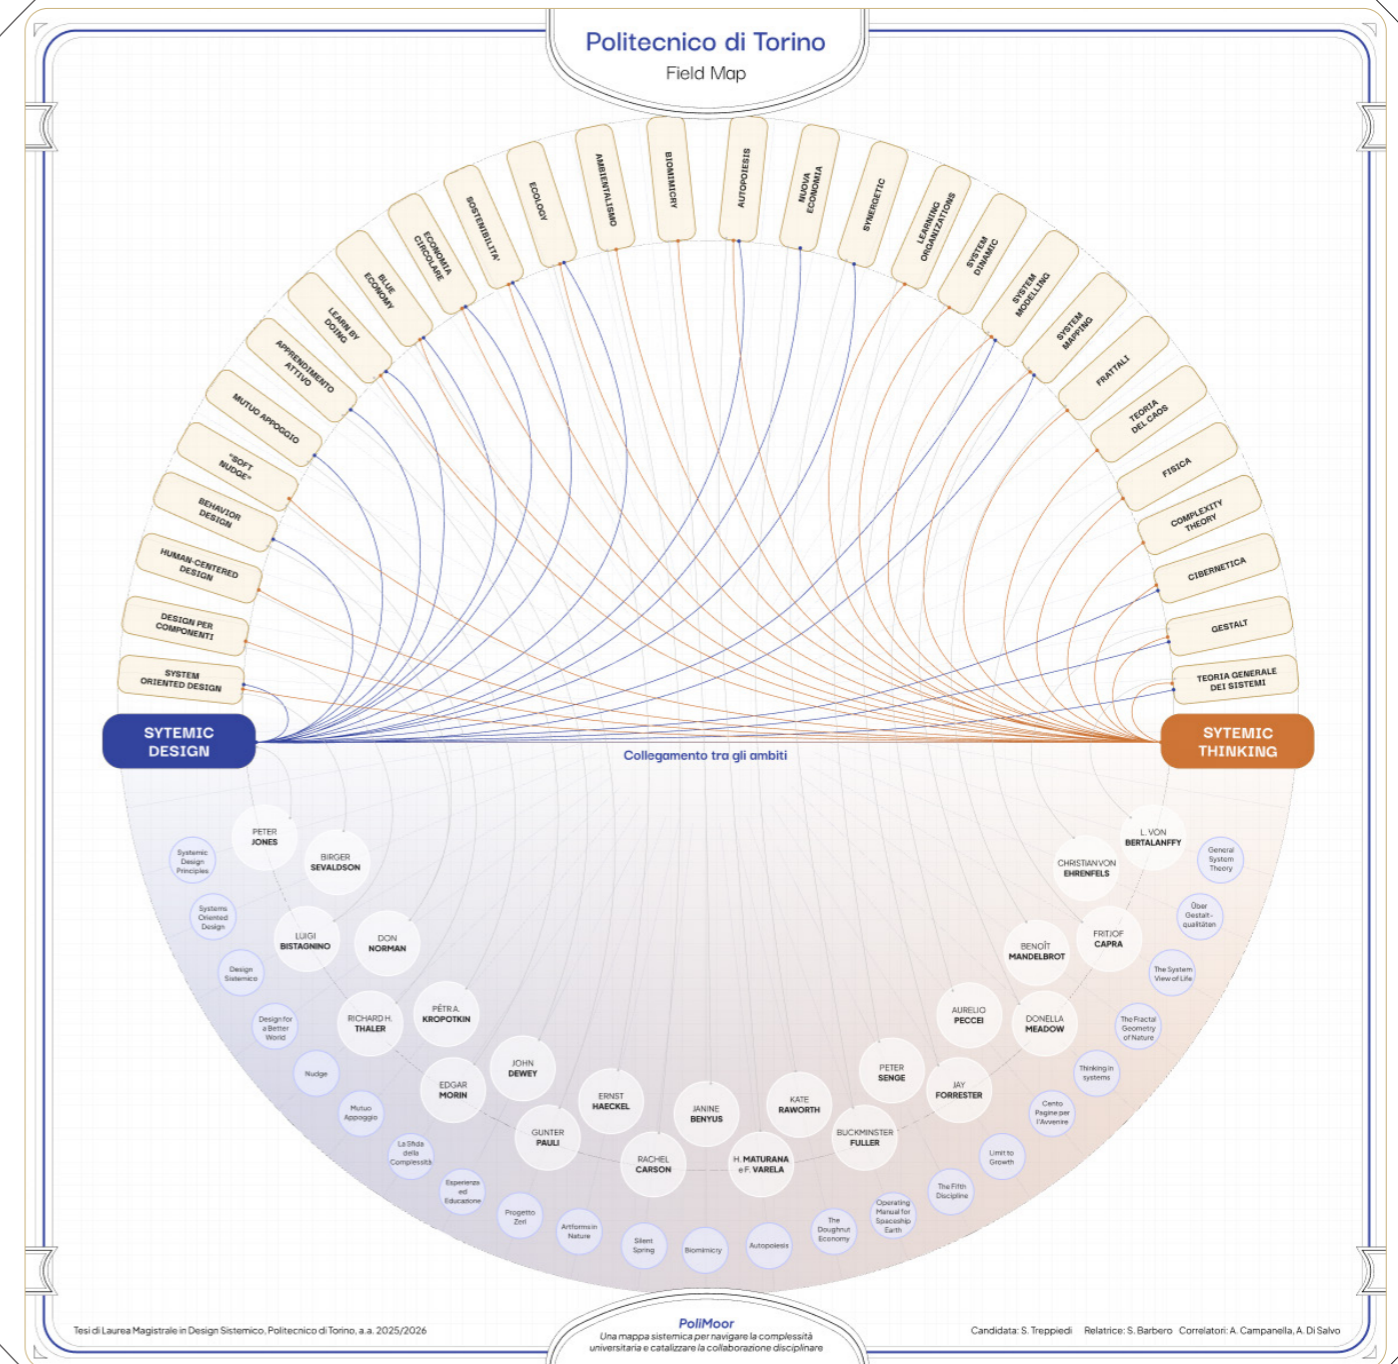 Politecnico di Torino
Field Map
SYSTEM
ORIENTED DESIGN
DESIGN PER
COMPONENTI
HUMAN-CENTERED
DESIGN
BEHAVIOR
DESIGN
"SOFT
NUDGE"
MUTUO APPOGGIO
APPRENDIMENTO
ATTIVO
LEARN BY
DOING
BLUE
ECONOMY
ECONOMIA
CIRCOLARE
SOSTENIBILITA'
ECOLOGY
AMBIENTALISMO
BIOMIMICRY
AUTOPOIESIS
NUOVA
ECONOMIA
SYNERGETIC
LEARNING
ORGANIZATIONS
SYSTEM
DINAMIC
SYSTEM
MODELLING
SYSTEM
MAPPING
FRATTALI
TEORIA
DEL CAOS
FISICA
COMPLEXITY
THEORY
CIBERNETICA
GESTALT
TEORIA GENERALE
DEI SISTEMI
SYTEMIC
DESIGN
SYTEMIC
THINKING
Collegamento tra gli ambiti
PETER
JONES
BIRGER
SEVALDSON
LUIGI
BISTAGNINO
DON
NORMAN
RICHARD H.
THALER
PËTR A.
KROPOTKIN
EDGAR
MORIN
JOHN
DEWEY
GUNTER
PAULI
ERNST
HAECKEL
RACHEL
CARSON
JANINE
BENYUS
H. MATURANA
e F. VARELA
KATE
RAWORTH
BUCKMINSTER
FULLER
PETER
SENGE
JAY
FORRESTER
AURELIO
PECCEI
DONELLA
MEADOW
BENOÎT
MANDELBROT
FRITJOF
CAPRA
CHRISTIAN VON
EHRENFELS
L. VON
BERTALANFFY
Systemic
Design
Principles
Systems
Oriented
Design
Design
Sistemico
Design for
a Better
World
Nudge
Mutuo
Appoggio
La Sfida
della
Complessità
Esperienza
ed
Educazione
Progetto
Zeri
Artforms in
Nature
Silent
Spring
Biomimicry
Autopoiesis
The
Doughnut
Economy
Operating
Manual for
Spaceship
Earth
The Fifth
Discipline
Limit to
Growth
Cento
Pagine per
l'Avvenire
Thinking in
systems
The Fractal
Geometry
of Nature
The System
View of Life
Über
Gestalt-
qualitäten
General
System
Theory
Tesi di Laurea Magistrale in Design Sistemico, Politecnico di Torino, a.a. 2025/2026
PoliMoor
Una mappa sistemica per navigare la complessità
universitaria e catalizzare la collaborazione disciplinare
Candidata: S. Treppiedi Relatrice: S. Barbero Correlatori: A. Campanella, A. Di Salvo